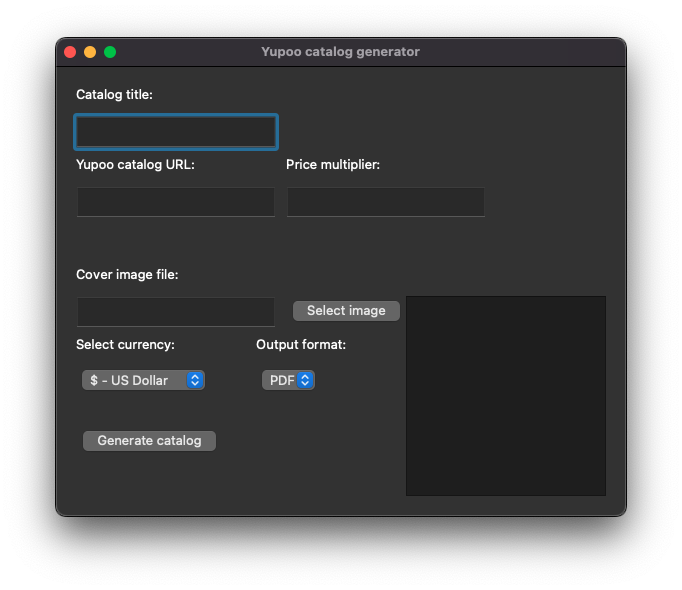 Yupoo catalog generator
Catalog title:
Yupoo catalog URL:
Price multiplier:
Cover image file:
Select image
Select currency:
Output format:
$ - US Dollar
PDF
Generate catalog